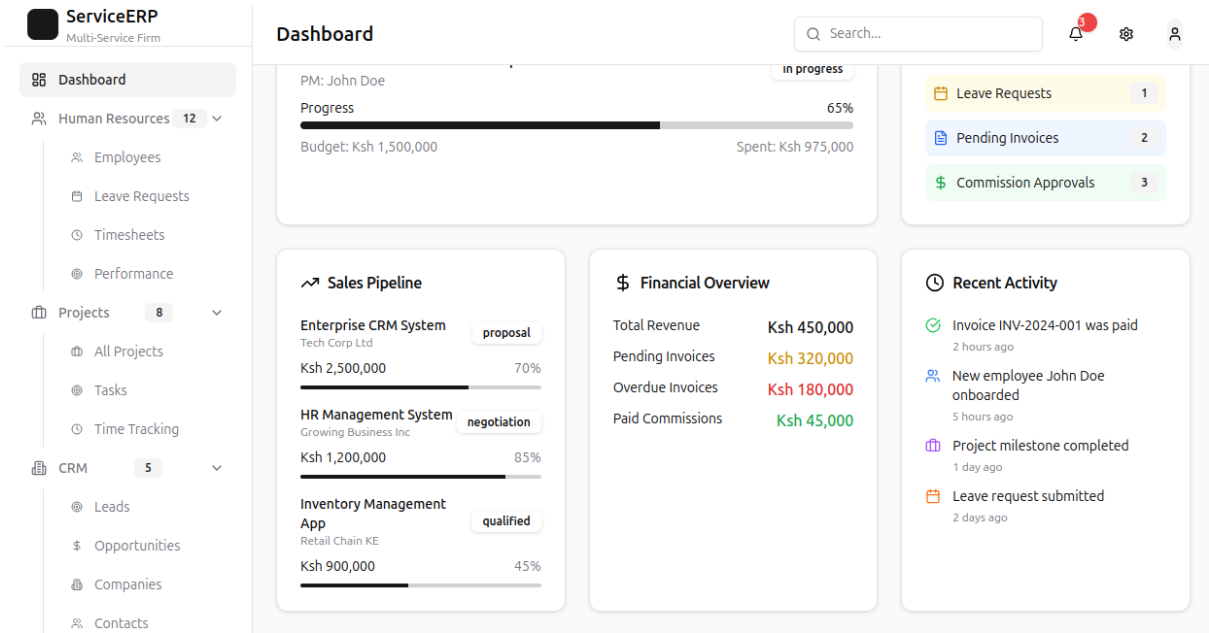 ServiceERP
Multi-Service Firm
Dashboard
Human Resources 12
Employees
Leave Requests
Timesheets
Performance
Projects 8
All Projects
Tasks
Time Tracking
CRM 5
Leads
Opportunities
Companies
Contacts
Dashboard
Search...
3
in progress
PM: John Doe
Progress 65%
Budget: Ksh 1,500,000 Spent: Ksh 975,000
Leave Requests 1
Pending Invoices 2
Commission Approvals 3
Sales Pipeline
Enterprise CRM System
Tech Corp Ltd
proposal
Ksh 2,500,000 70%
HR Management System
Growing Business Inc
negotiation
Ksh 1,200,000 85%
Inventory Management
App
Retail Chain KE
qualified
Ksh 900,000 45%
Financial Overview
Total Revenue Ksh 450,000
Pending Invoices Ksh 320,000
Overdue Invoices Ksh 180,000
Paid Commissions Ksh 45,000
Recent Activity
Invoice INV-2024-001 was paid
2 hours ago
New employee John Doe
onboarded
5 hours ago
Project milestone completed
1 day ago
Leave request submitted
2 days ago